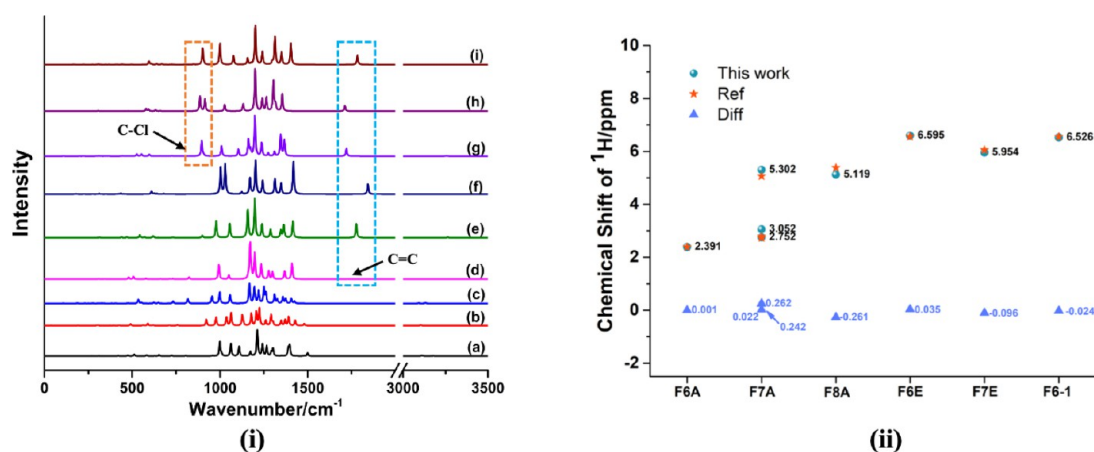 (i)
(h)
C-Cl
(g)
(f)
(e)
C=C
(d)
(c)
(b)
(a)
Intensity
0 500 1000 1500 3000 3500
Wavenumber/cm-1
(i)
10
8
6
4
2
0
-2
Chemical Shift of 1H/ppm
This work
Ref
Diff
6.595
6.526
5.954
5.302
5.119
3.052
2.752
2.391
0.001
0.262
0.022
0.242
-0.261
0.035
-0.096
-0.024
F6A F7A F8A F6E F7E F6-1
(ii)